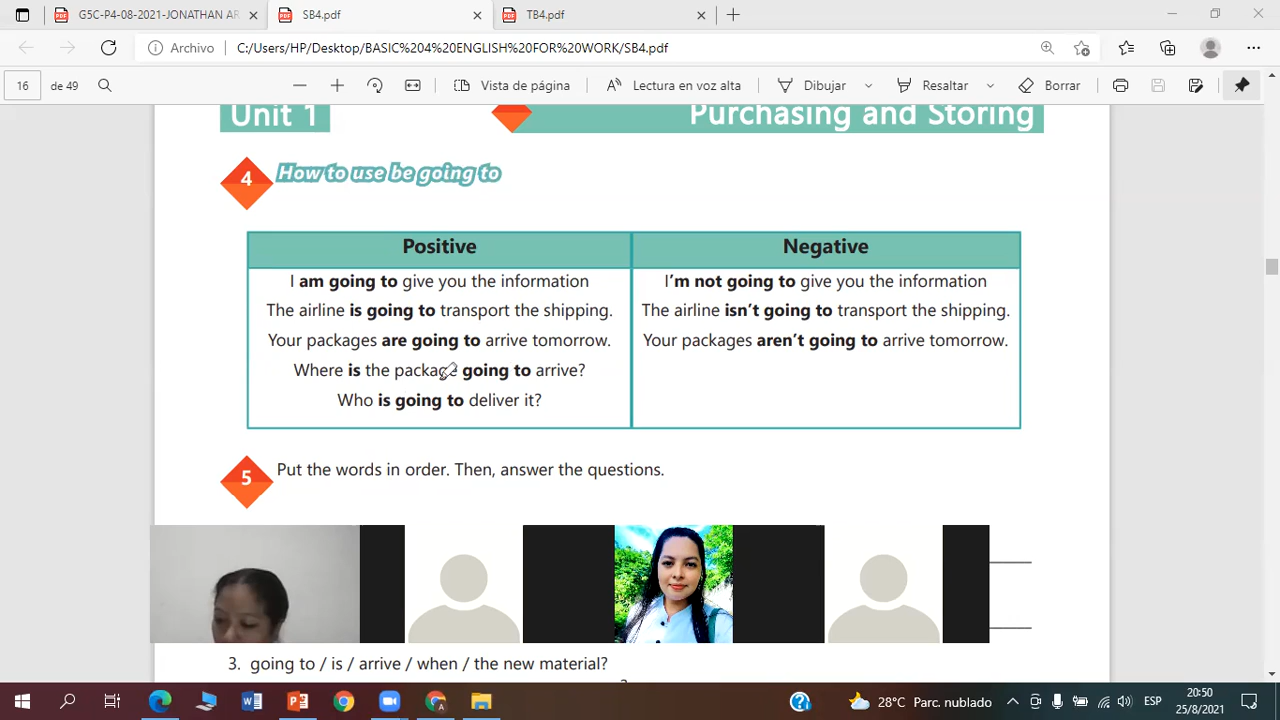 G5C-P4-08-2021-JONATHAN AR
SB4.pdf
TB4.pdf
Archivo
C:/Users/HP/Desktop/BASIC%204%20ENGLISH%20FOR%20WORK/SB4.pdf
16
de 49
Vista de página
Lectura en voz alta
Dibujar
Resaltar
Borrar
Unit 1
Purchasing and Storing
4
How to use be going to
Positive
Negative
I am going to give you the information
I'm not going to give you the information
The airline is going to transport the shipping.
The airline isn't going to transport the shipping.
Your packages are going to arrive tomorrow.
Your packages aren't going to arrive tomorrow.
Where is the package going to arrive?
Who is going to deliver it?
5
Put the words in order. Then, answer the questions.
3. going to / is / arrive / when / the new material?
28°C Parc. nublado
ESP
20:50
25/8/2021